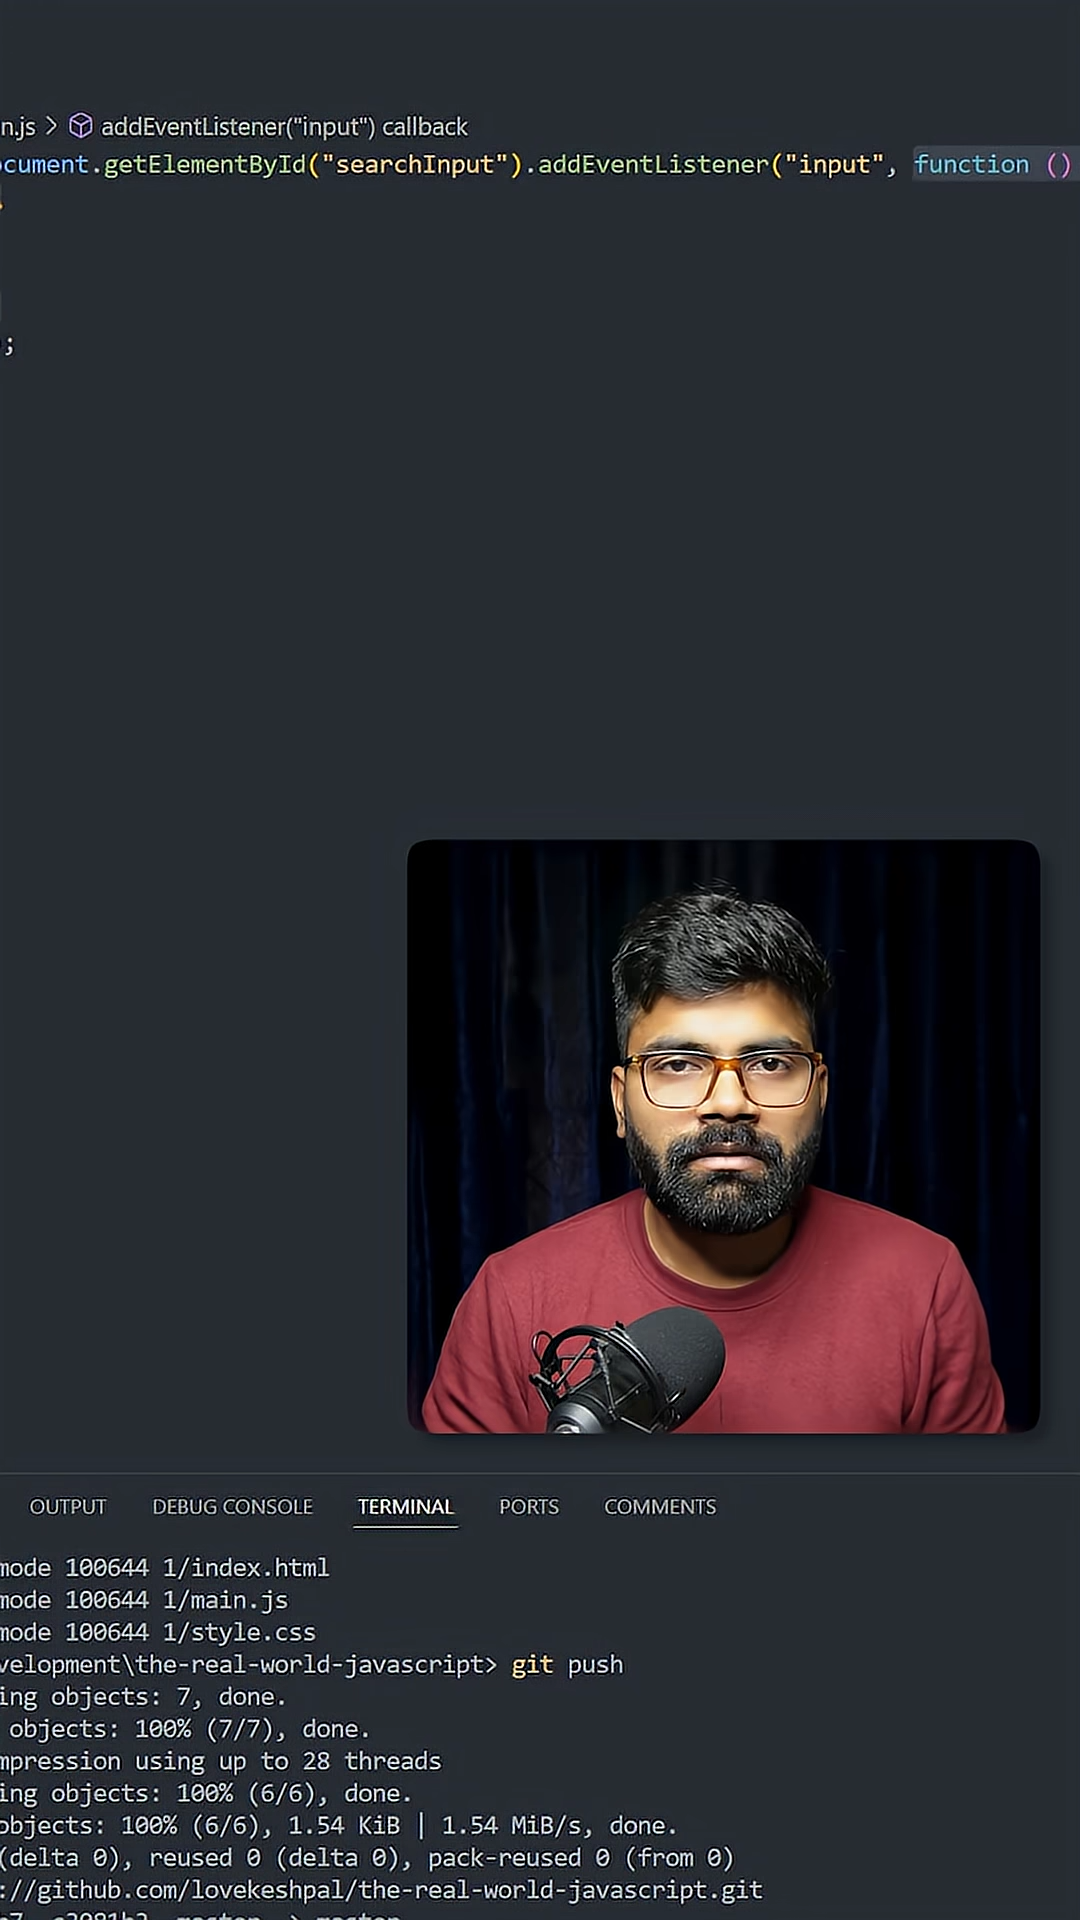 n.js > addEventListener("input") callback
ocument.getElementById("searchInput").addEventListener("input", function ()
;
OUTPUT DEBUG CONSOLE TERMINAL PORTS COMMENTS
mode 100644 1/index.html
mode 100644 1/main.js
mode 100644 1/style.css
velopment\the-real-world-javascript> git push
ing objects: 7, done.
objects: 100% (7/7), done.
mpression using up to 28 threads
ing objects: 100% (6/6), done.
objects: 100% (6/6), 1.54 KiB | 1.54 MiB/s, done.
(delta 0), reused 0 (delta 0), pack-reused 0 (from 0)
://github.com/lovekeshpal/the-real-world-javascript.git